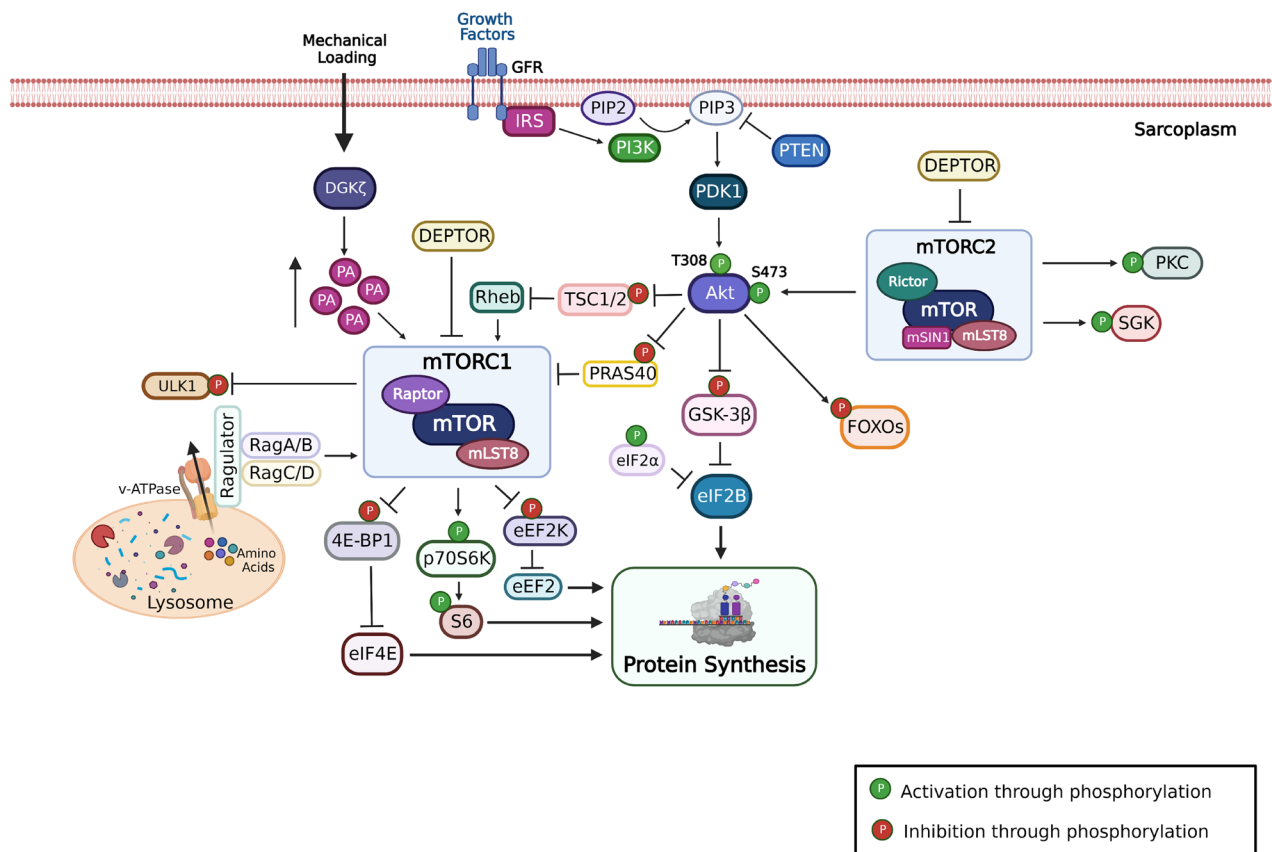 Growth
Factors
Mechanical
Loading
GFR
IRS
PIP2
PIP3
PI3K
PTEN
Sarcoplasm
DEPTOR
DGKζ
PDK1
DEPTOR
mTORC2
T308
P
S473
Akt
P
P
PKC
Rictor
mTOR
mSIN1
mLST8
P
SGK
PA
PA
PA
PA
Rheb
TSC1/2
P
mTORC1
Raptor
mTOR
mLST8
P
PRAS40
ULK1
P
P
GSK-3β
P
FOXOs
Ragulator
RagA/B
RagC/D
v-ATPase
P
eIF2α
eIF2B
P
4E-BP1
P
p70S6K
P
eEF2K
eEF2
Amino
Acids
Lysosome
P
S6
eIF4E
Protein Synthesis
P Activation through phosphorylation
P Inhibition through phosphorylation